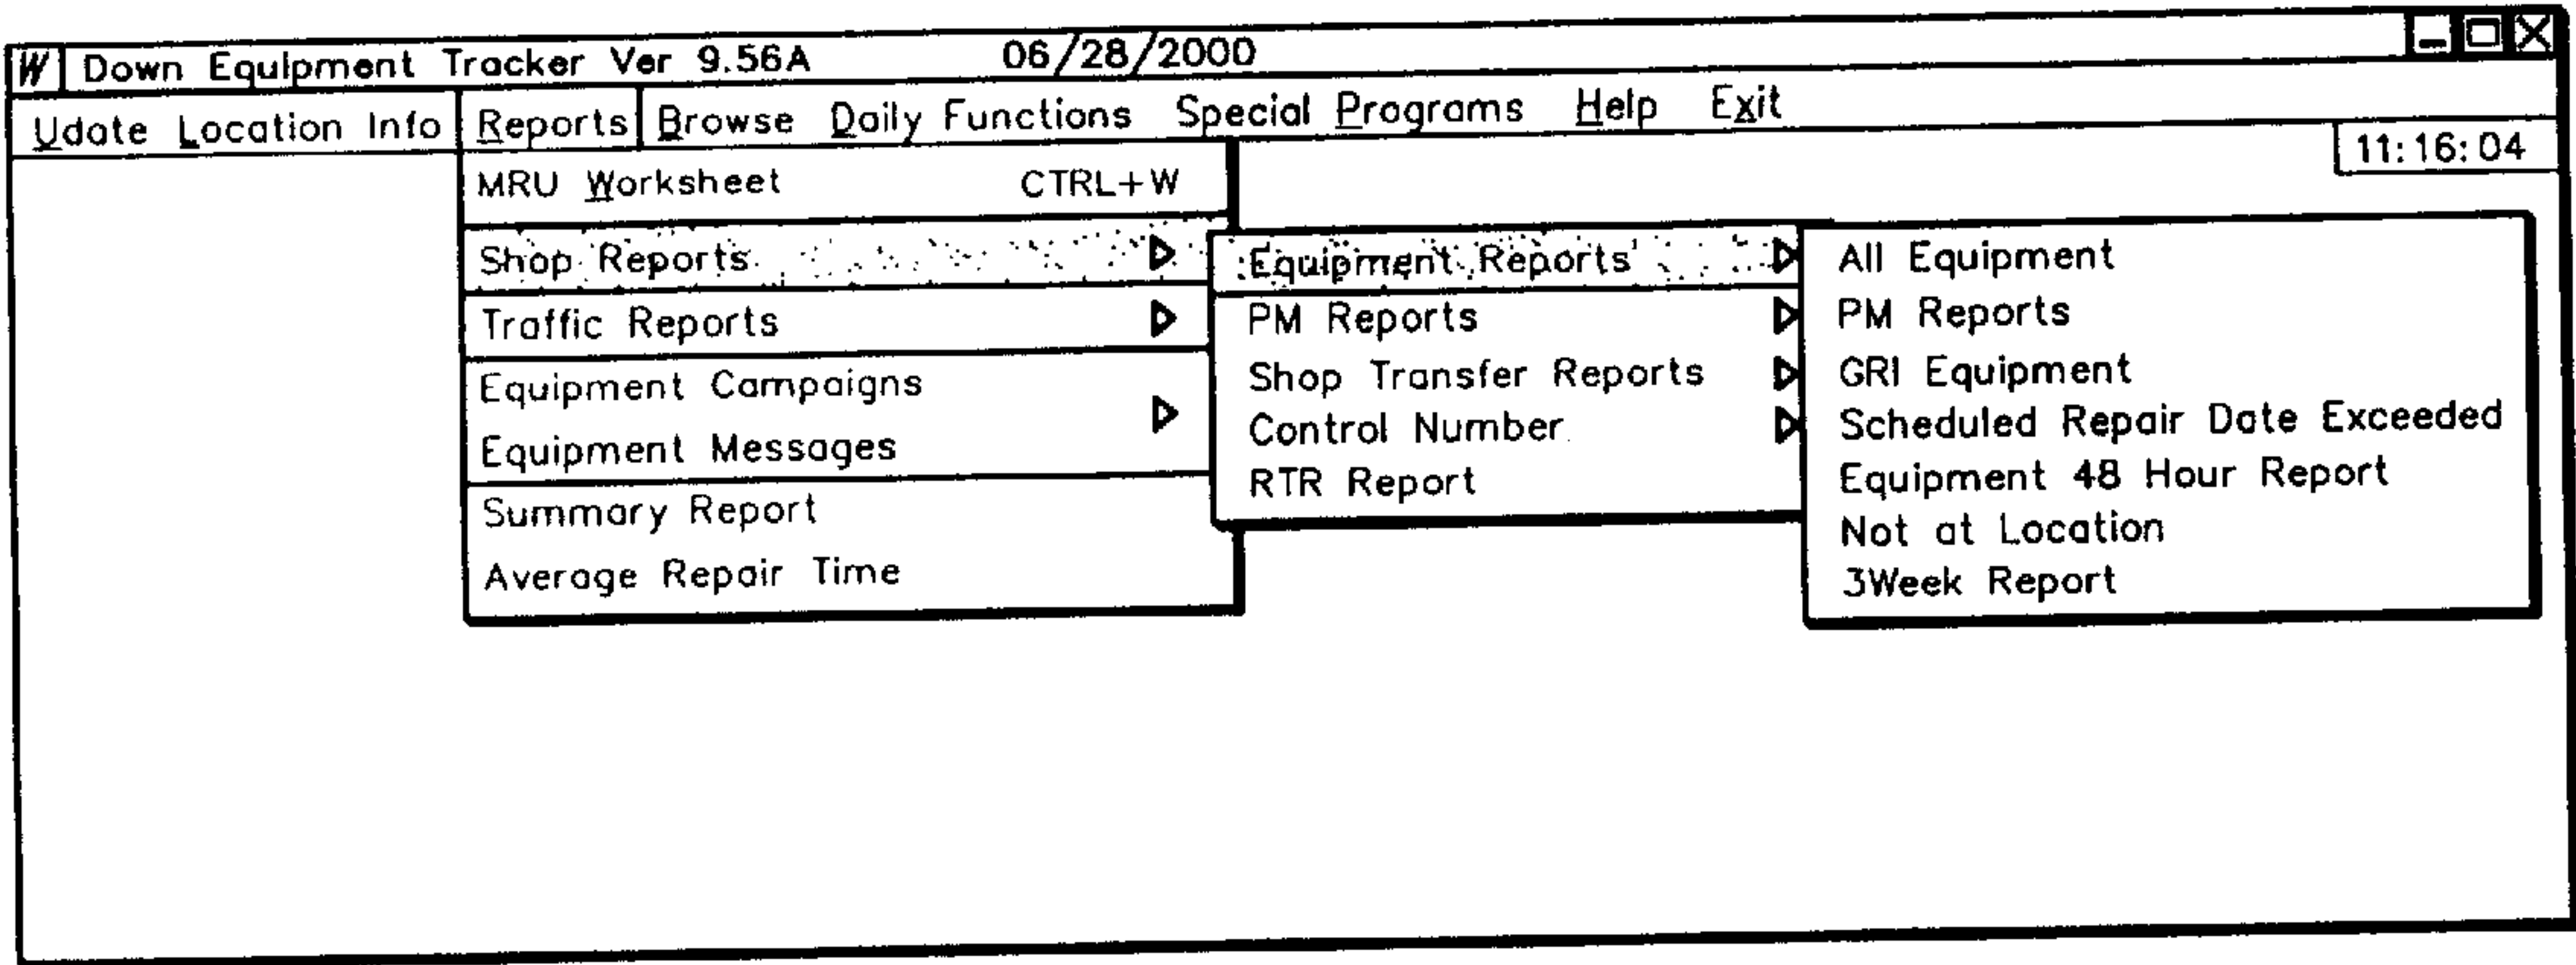 W Down Equipment Tracker Ver 9.56A 06/28/2000
Udate Location Info Reports Browse Daily Functions Special Programs Help Exit
11:16:04
MRU Worksheet CTRL+W
Shop Reports
Traffic Reports
Equipment Campaigns
Equipment Messages
Summary Report
Average Repair Time
Equipment Reports
PM Reports
Shop Transfer Reports
Control Number
RTR Report
All Equipment
PM Reports
GRI Equipment
Scheduled Repair Date Exceeded
Equipment 48 Hour Report
Not at Location
3Week Report